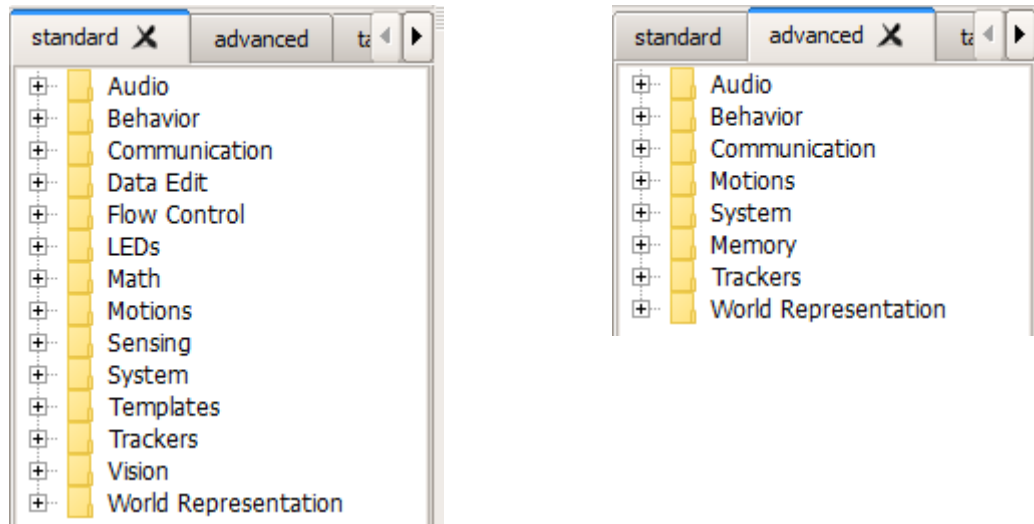 standard advanced ta
Audio
Behavior
Communication
Data Edit
Flow Control
LEDs
Math
Motions
Sensing
System
Templates
Trackers
Vision
World Representation
standard advanced
Audio
Behavior
Communication
Motions
System
Memory
Trackers
World Representation